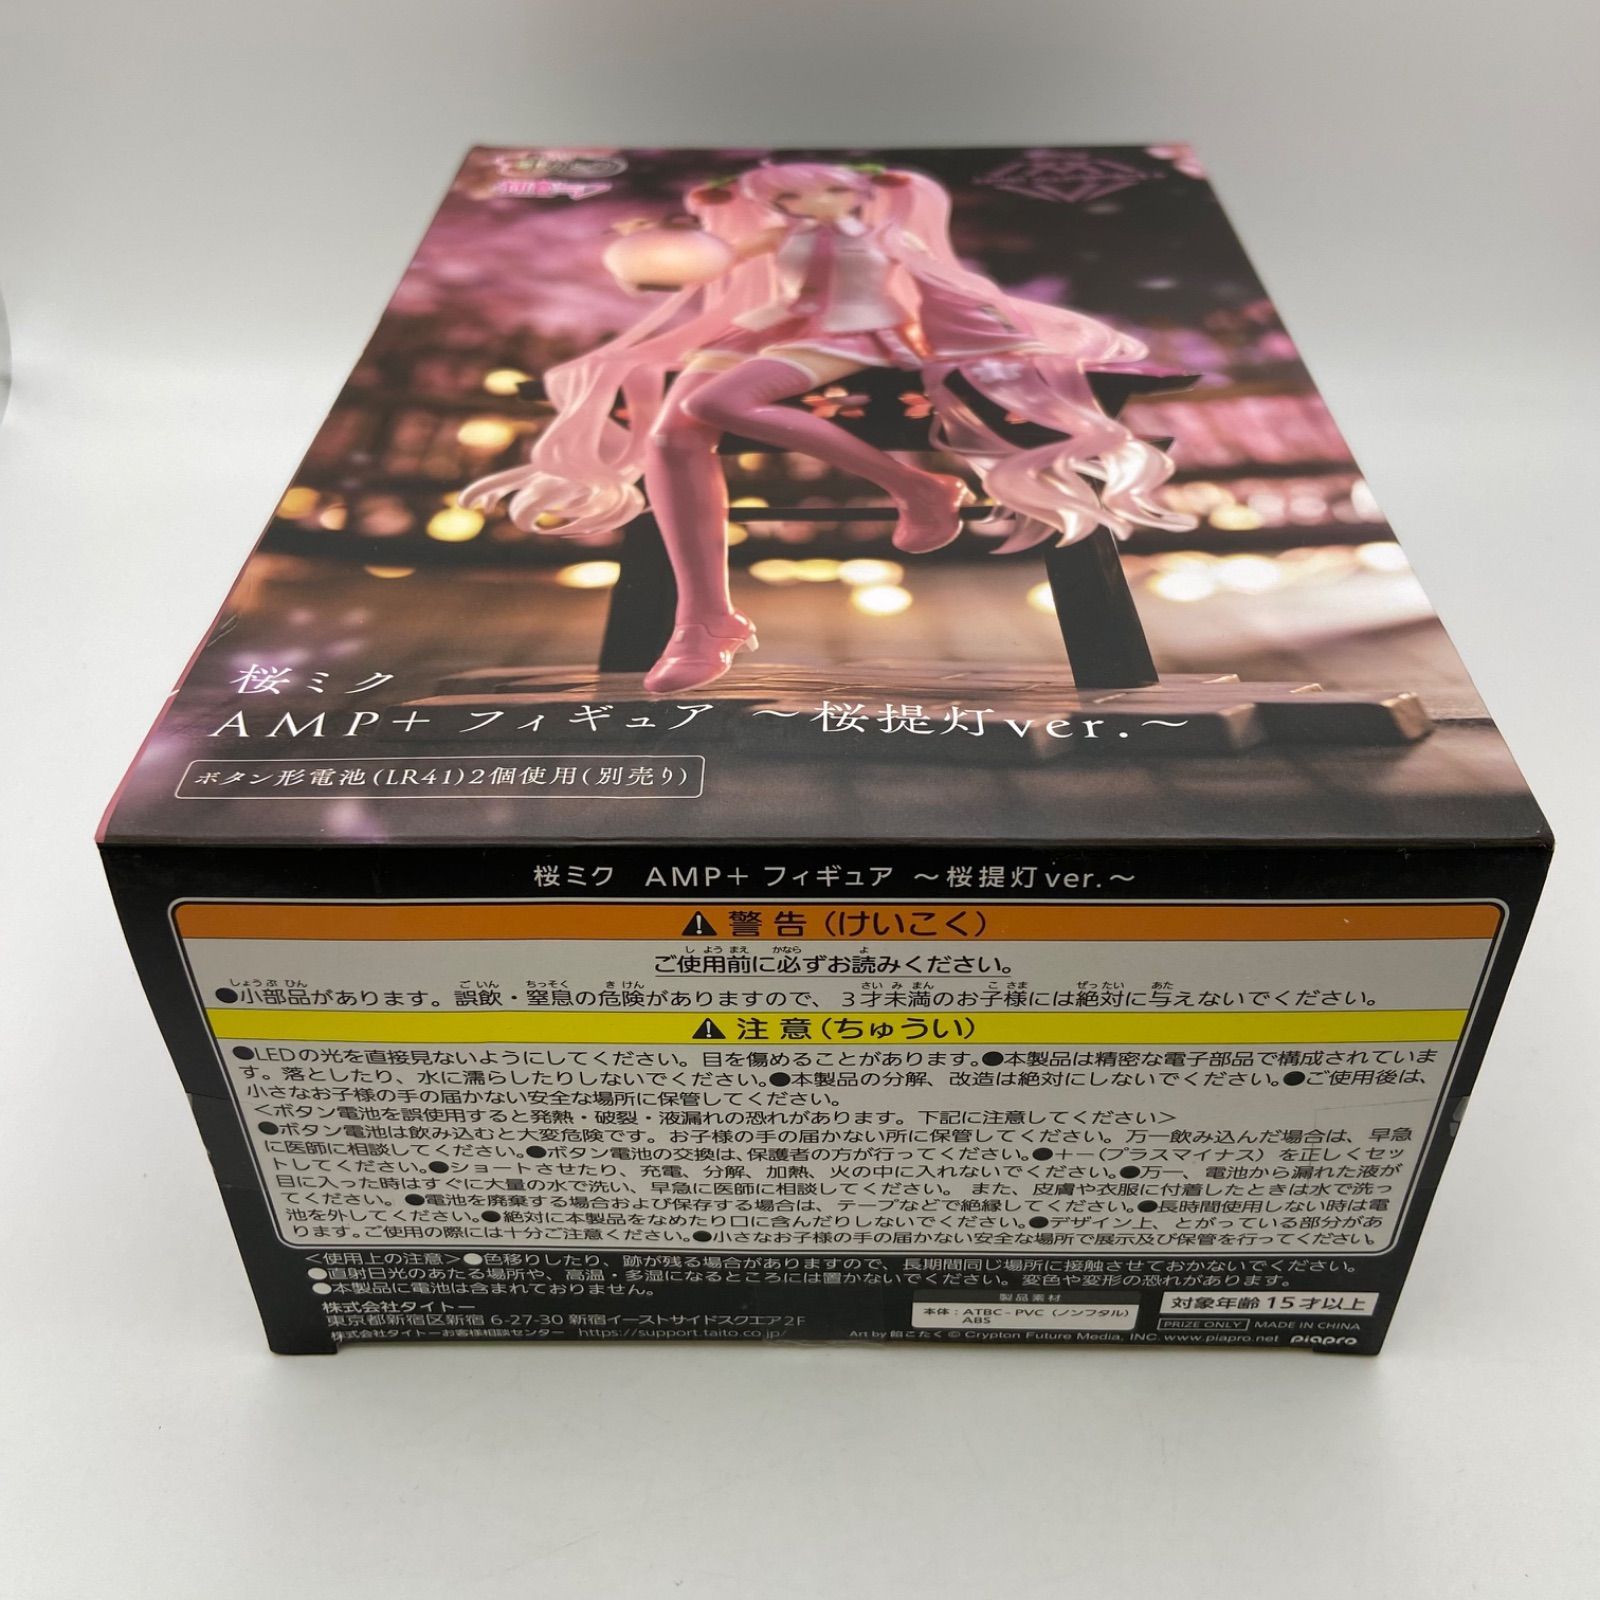 桜ミク
AMP+ フィギュア ～桜提灯ver.～
ボタン形電池(LR41)2個使用(別売り)
桜ミク AMP+ フィギュア ～桜提灯ver.～
警告(けいこく)
ご使用前に必ずお読みください。
●小部品があります。誤飲・窒息の危険がありますので、3才未満のお子様には絶対に与えないでください。
注意(ちゅうい)
●LEDの光を直接見ないようにしてください。目を傷めることがあります。●本製品は精密な電子部品で構成されていま
す。落としたり、水に濡らしたりしないでください。●本製品の分解、改造は絶対にしないでください。●ご使用後は、
小さなお子様の手の届かない安全な場所に保管してください。
<ボタン電池を誤使用すると発熱・破裂・液漏れの恐れがあります。下記に注意してください>
●ボタン電池は飲み込むと大変危険です。お子様の手の届かない所に保管してください。万一飲み込んだ場合は、早急
に医師に相談してください。●ボタン電池の交換は、保護者の方が行ってください。●+-(プラスマイナス)を正しくセッ
トしてください。●ショートさせたり、充電、分解、加熱、火の中に入れないでください。●万一、電池から漏れた液が
目に入った時はすぐに大量の水で洗い、早急に医師に相談してください。また、皮膚や衣服に付着したときは水で洗っ
てください。●電池を廃棄する場合および保存する場合は、テープなどで絶縁してください。●長時間使用しない時は電
池を外してください。●絶対に本製品をなめたり口に含んだりしないでください。●デザイン上、とがっている部分があ
ります。ご使用の際には十分ご注意ください。●小さなお子様の手の届かない安全な場所で展示及び保管を行ってください。
<使用上の注意>●色移りしたり、跡が残る場合がありますので、長期間同じ場所に接触させておかないでください。
●直射日光のあたる場所や、高温・多湿になるところには置かないでください。変色や変形の恐れがあります。
●本製品に電池は含まれておりません。
株式会社タイトー
東京都新宿区新宿 6-27-30 新宿イーストサイドスクエア2F
株式会社タイトーお客様相談センター https://support.taito.co.jp/
製品素材
本体：ATBC-PVC(ノンフタル)
ABS
対象年齢15才以上
PRIZE ONLY MADE IN CHINA
Art by 餡こたく © Crypton Future Media, INC. www.piapro.net piapro